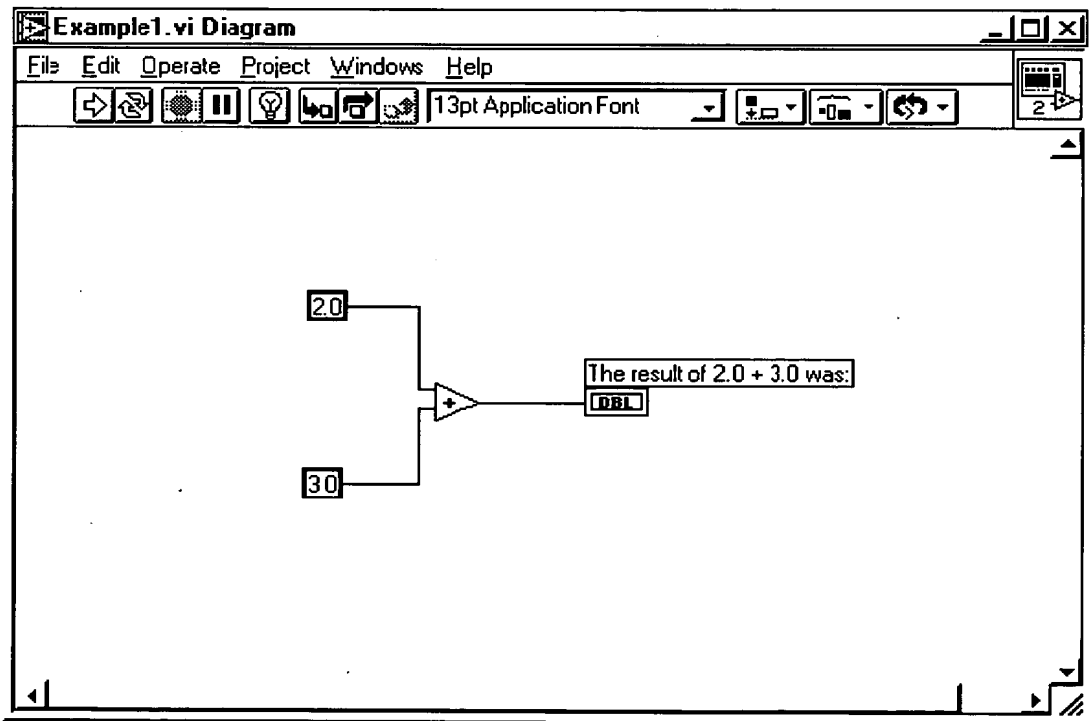 Example1.vi Diagram
File Edit Operate Project Windows Help
13pt Application Font
2
2.0
The result of 2.0 + 3.0 was:
+
DBL
3.0